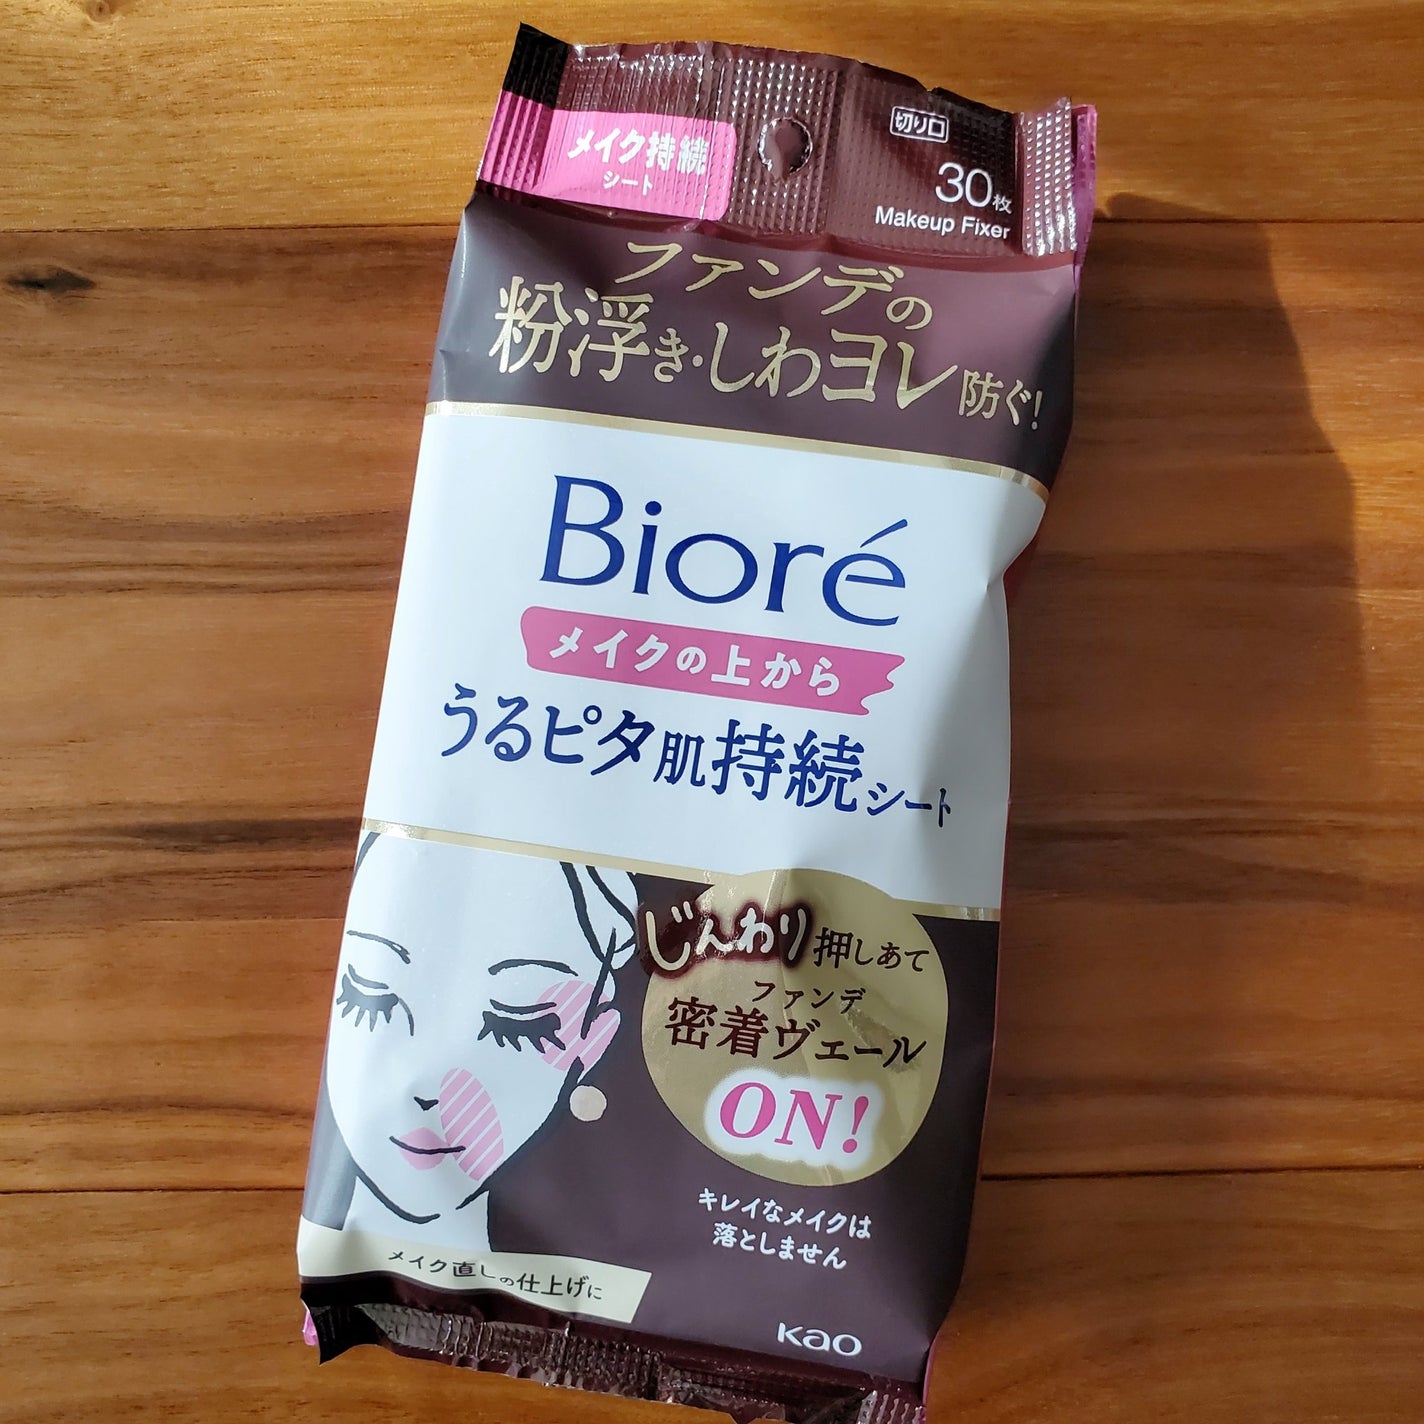 メイク持続
シート
切り口
30枚
Makeup Fixer
ファンデの
粉浮き・しわヨレ防ぐ!
Bioré
メイクの上から
うるピタ肌持続シート
じんわり押しあて
ファンデ
密着ヴェール
ON!
キレイなメイクは
落としません
メイク直しの仕上げに
Kao